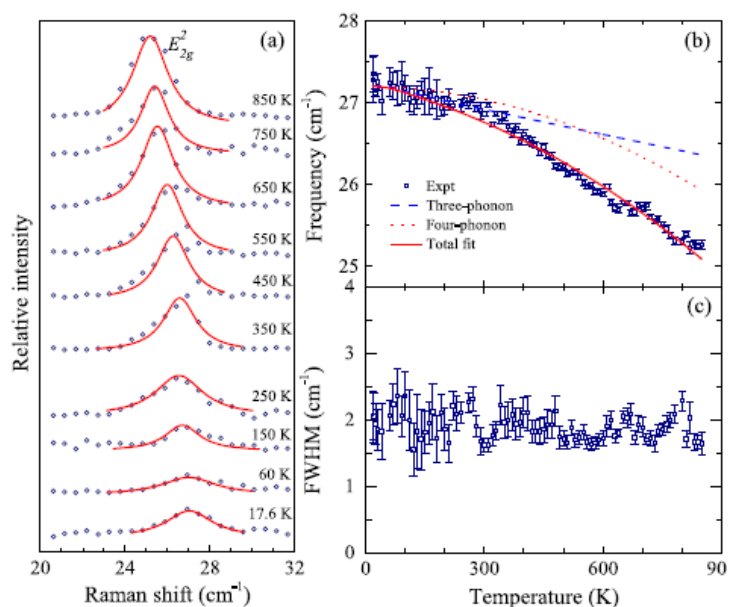 (a)
E²₂g
850 K
750 K
650 K
550 K
450 K
350 K
250 K
150 K
60 K
17.6 K
Relative intensity
20 24 28 32
Raman shift (cm⁻¹)
(b)
28
27
26
25
Frequency (cm⁻¹)
Expt
Three-phonon
Four-phonon
Total fit
(c)
4
3
2
1
0
FWHM (cm⁻¹)
0 300 600 90
Temperature (K)